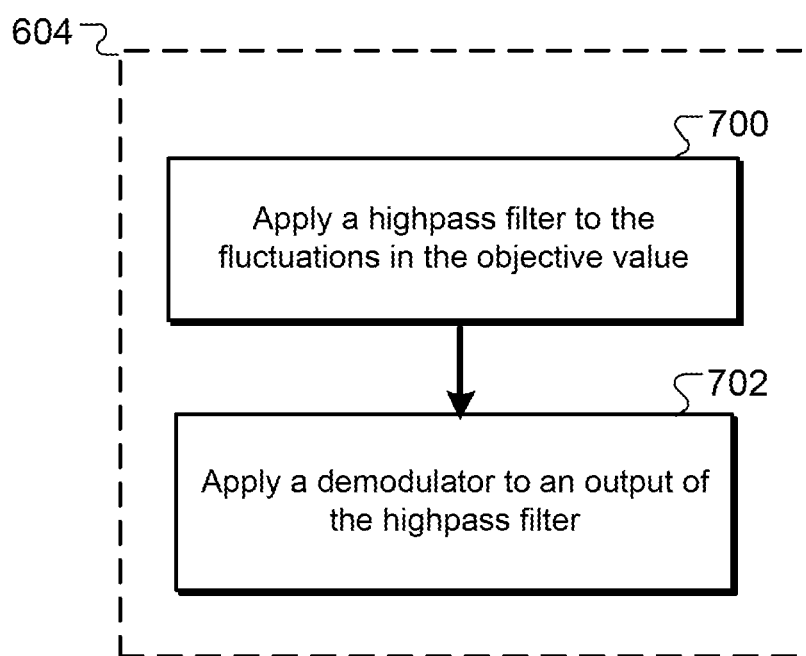 604
700
Apply a highpass filter to the
fluctuations in the objective value
702
Apply a demodulator to an output of
the highpass filter